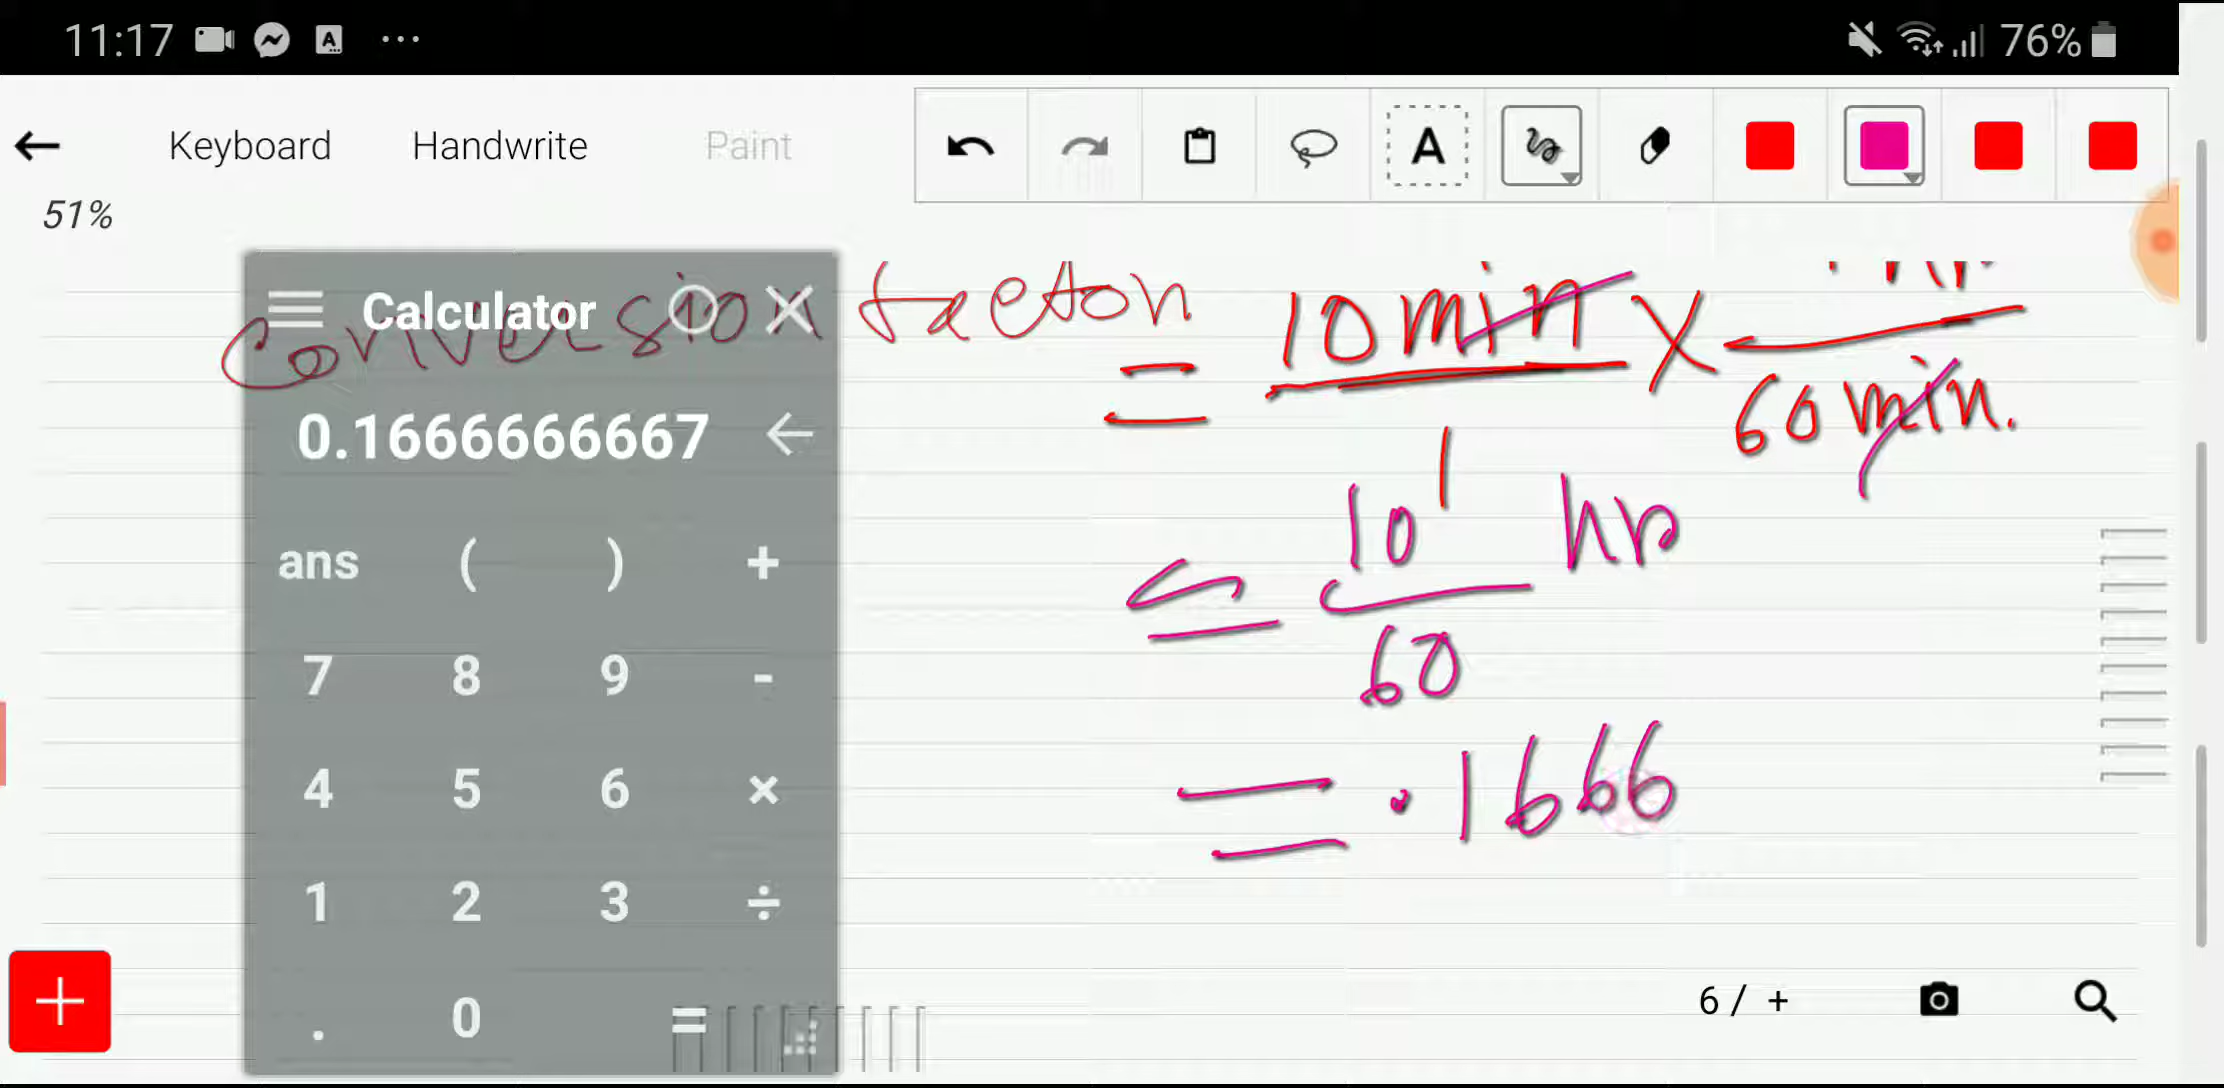 11:17 76%
Keyboard Handwrite Paint A
51%
Calculator
Conversion factor
0.1666666667
ans ( ) +
7 8 9 -
4 5 6 ×
1 2 3 ÷
. 0 =
= 10 min X
1 60 min.
= 10 hr
60
= .1666
6 / +